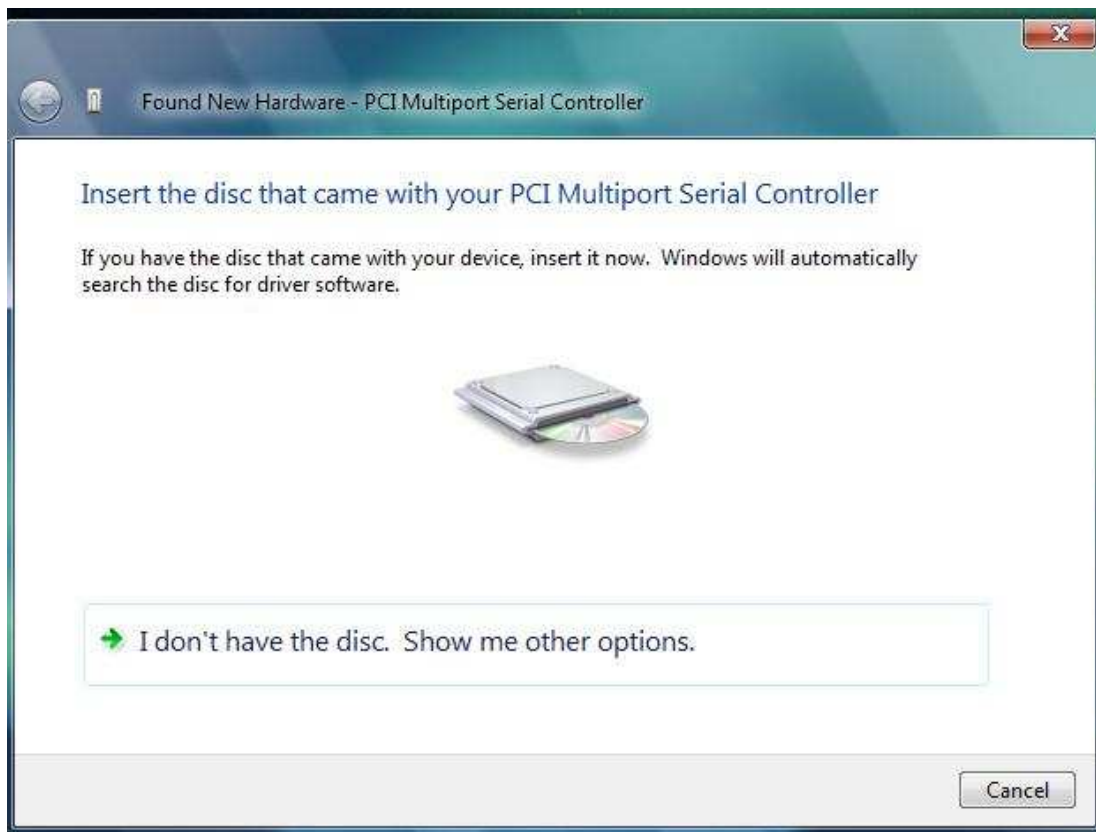 Found New Hardware - PCI Multiport Serial Controller
Insert the disc that came with your PCI Multiport Serial Controller
If you have the disc that came with your device, insert it now.  Windows will automatically
search the disc for driver software.
I don't have the disc.  Show me other options.
Cancel